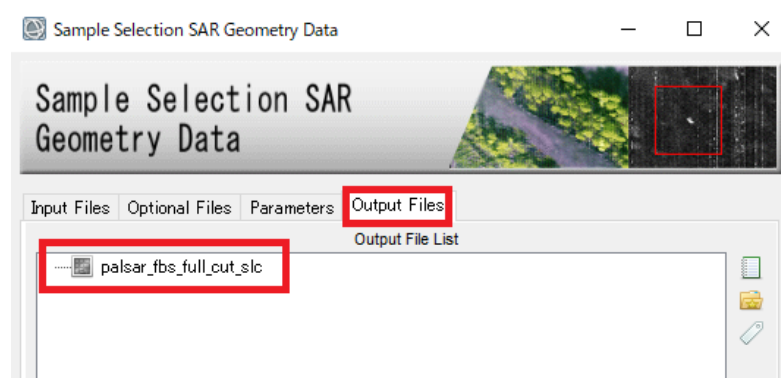 Sample Selection SAR Geometry Data
Sample Selection SAR
Geometry Data
Input Files Optional Files Parameters Output Files
Output File List
palsar_fbs_full_cut_slc